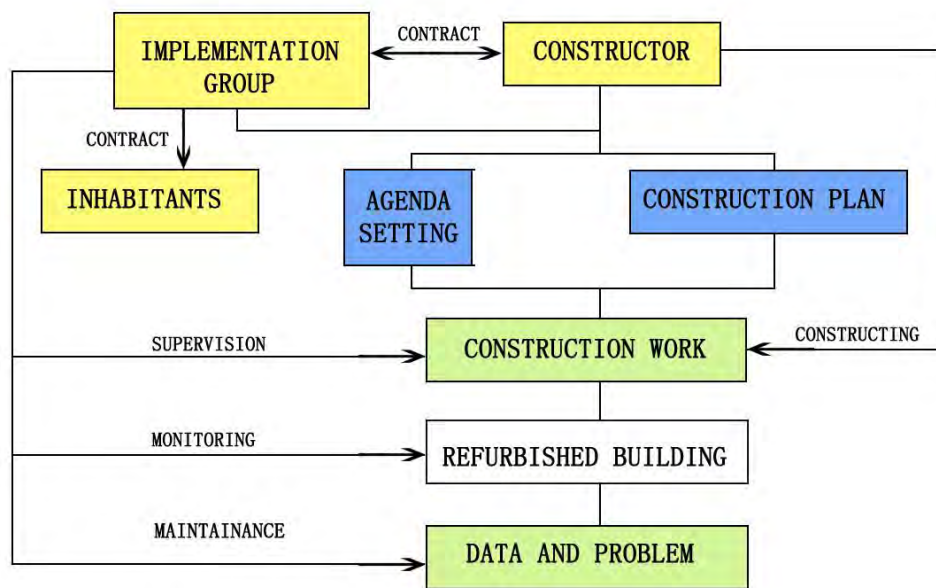 CONTRACT
IMPLEMENTATION
GROUP
CONSTRUCTOR
CONTRACT
INHABITANTS
AGENDA
SETTING
CONSTRUCTION PLAN
SUPERVISION
CONSTRUCTION WORK
CONSTRUCTING
MONITORING
REFURBISHED BUILDING
MAINTAINANCE
DATA AND PROBLEM